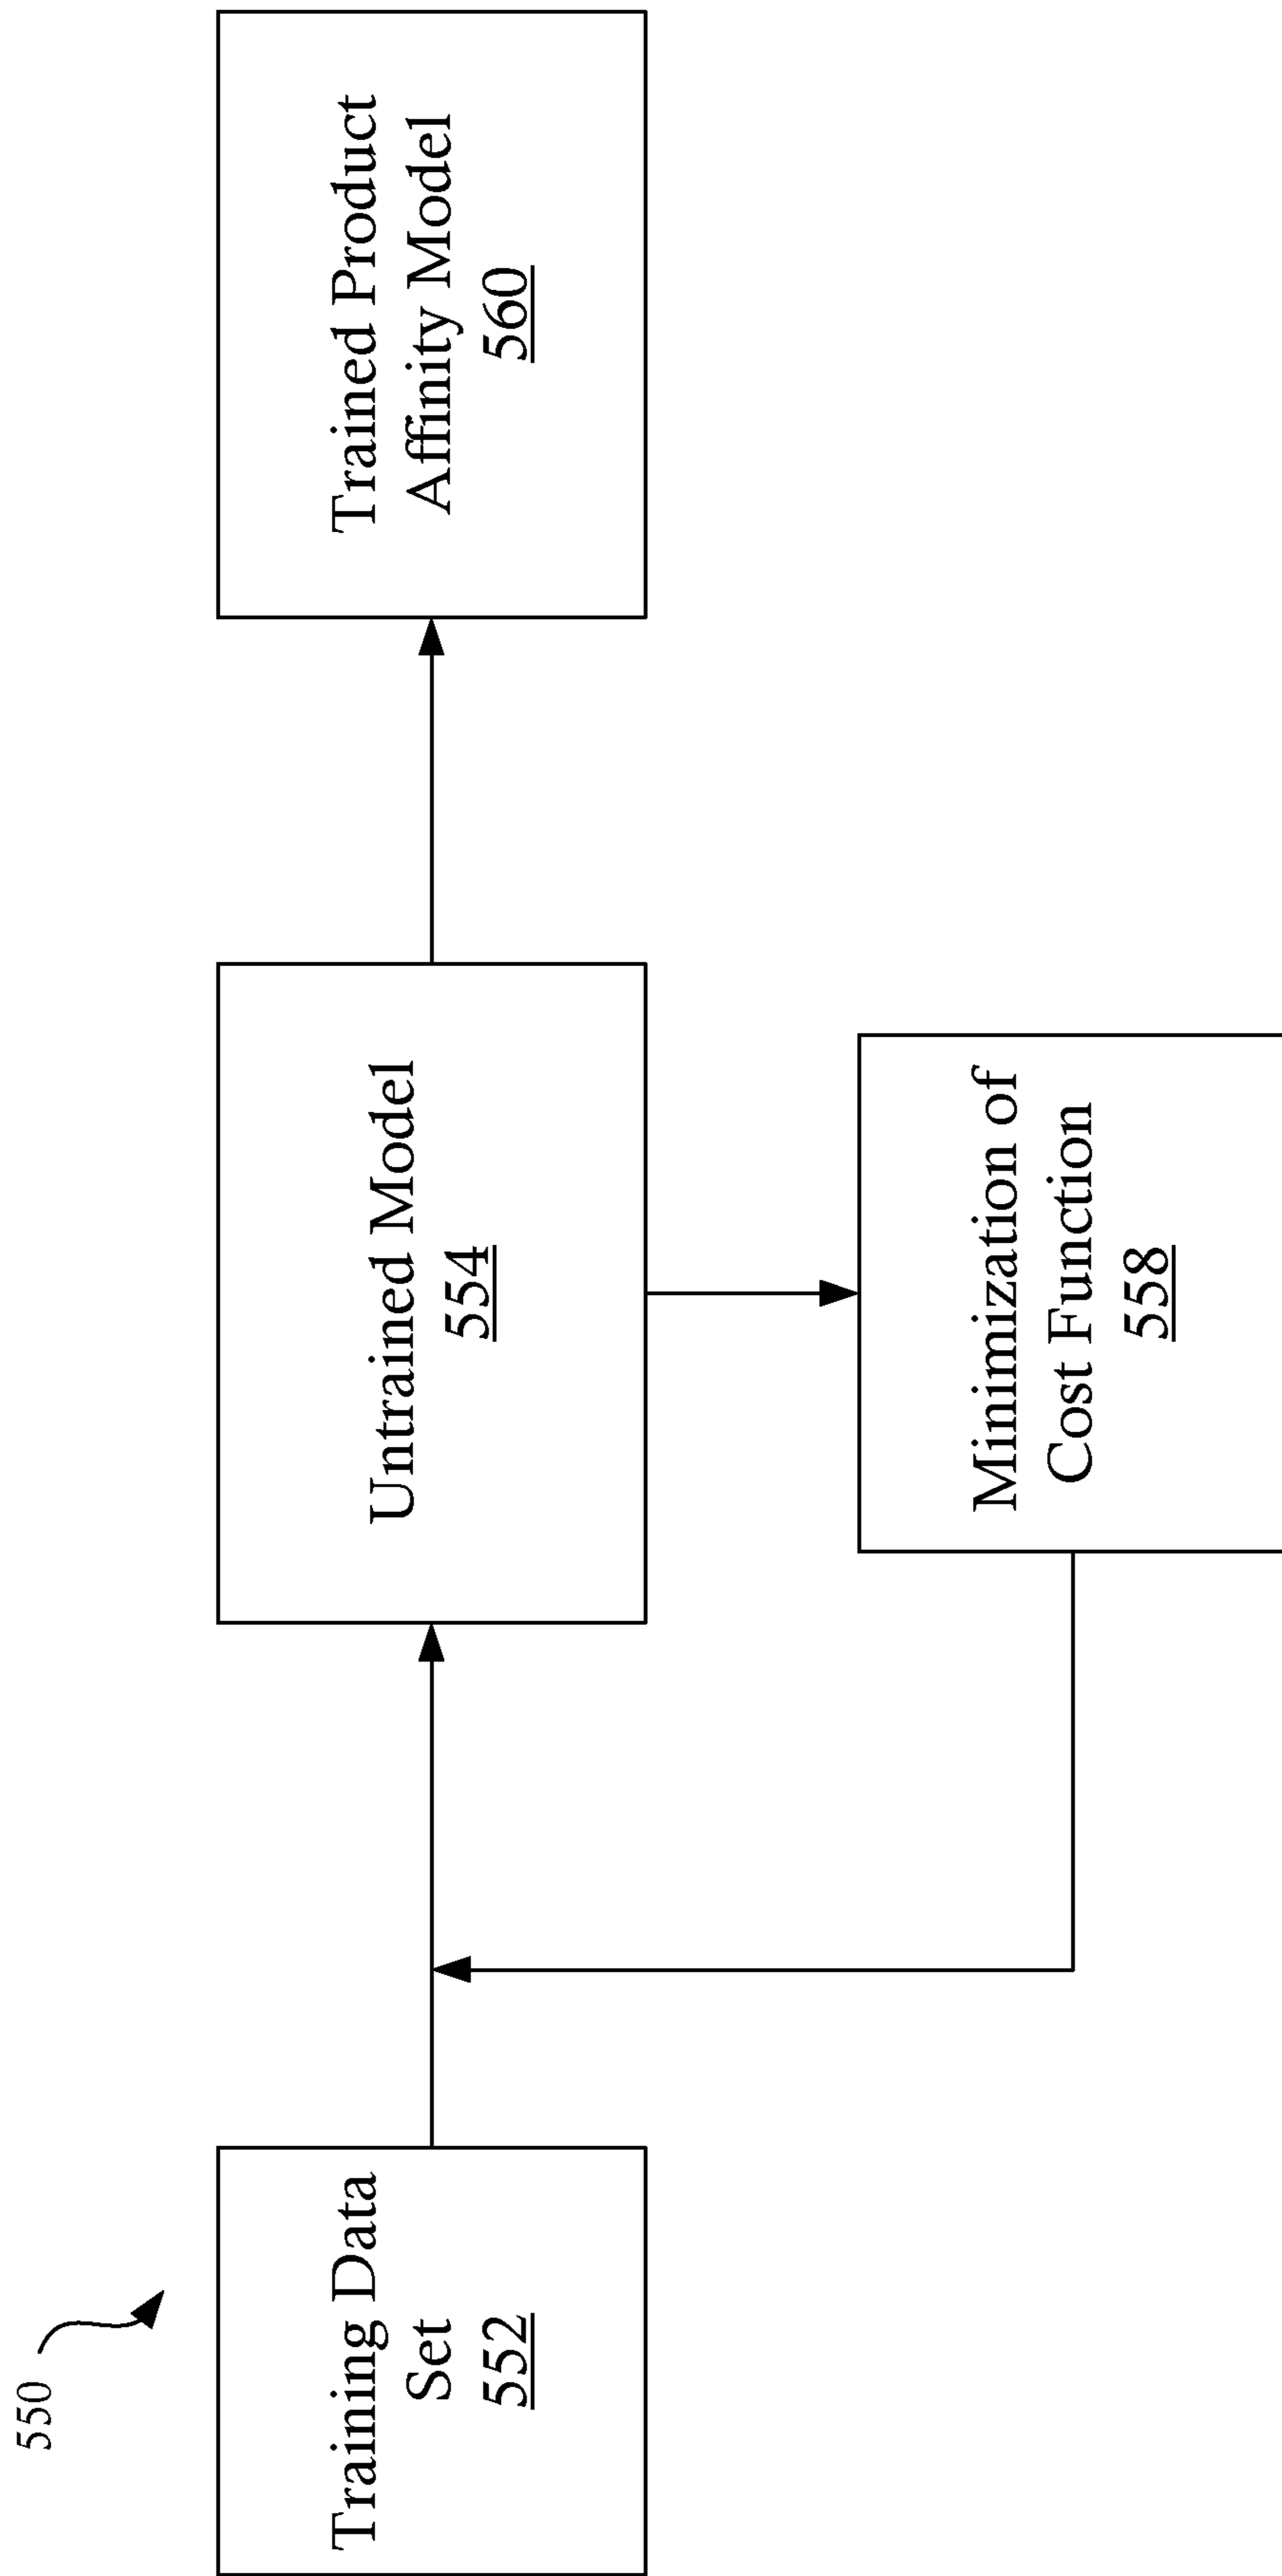 550
Training Data
Set
552
Untrained Model
554
Minimization of
Cost Function
558
Trained Product
Affinity Model
560